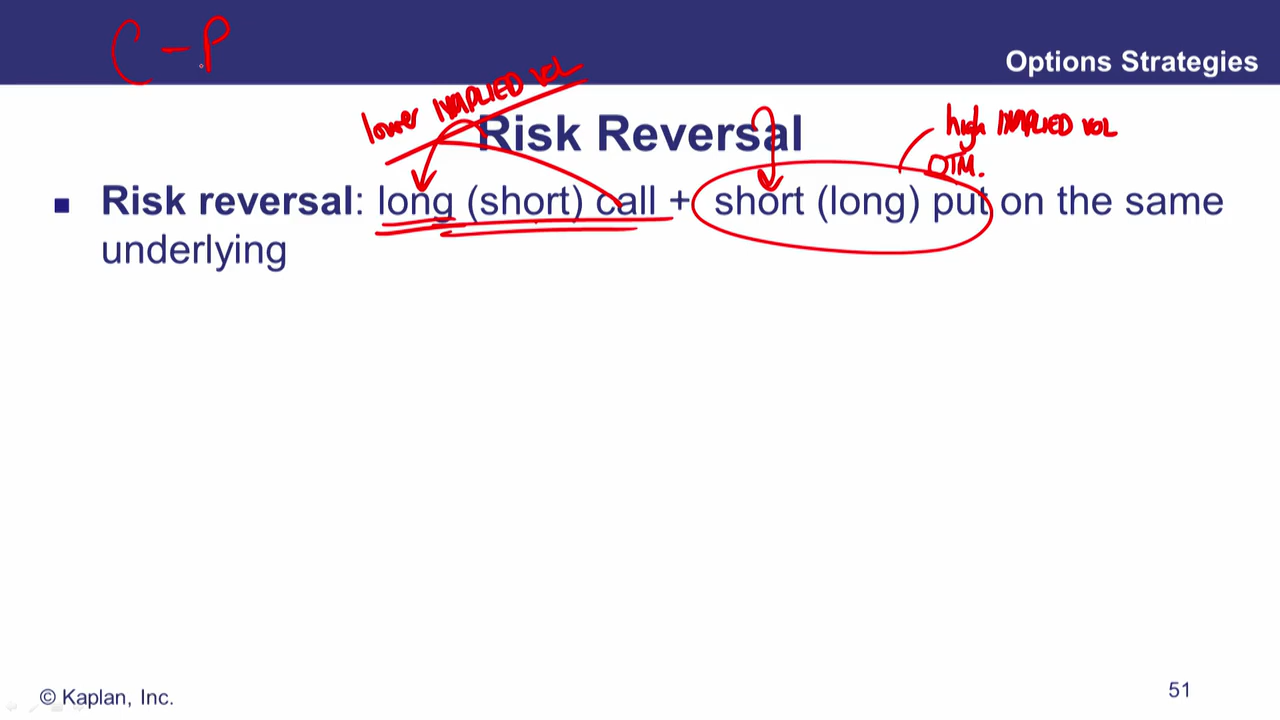 C - P
Options Strategies
lower IMPLIED VOL
Risk Reversal
high IMPLIED VOL
OTM.
■ Risk reversal: long (short) call + short (long) put on the same
underlying
© Kaplan, Inc.
51